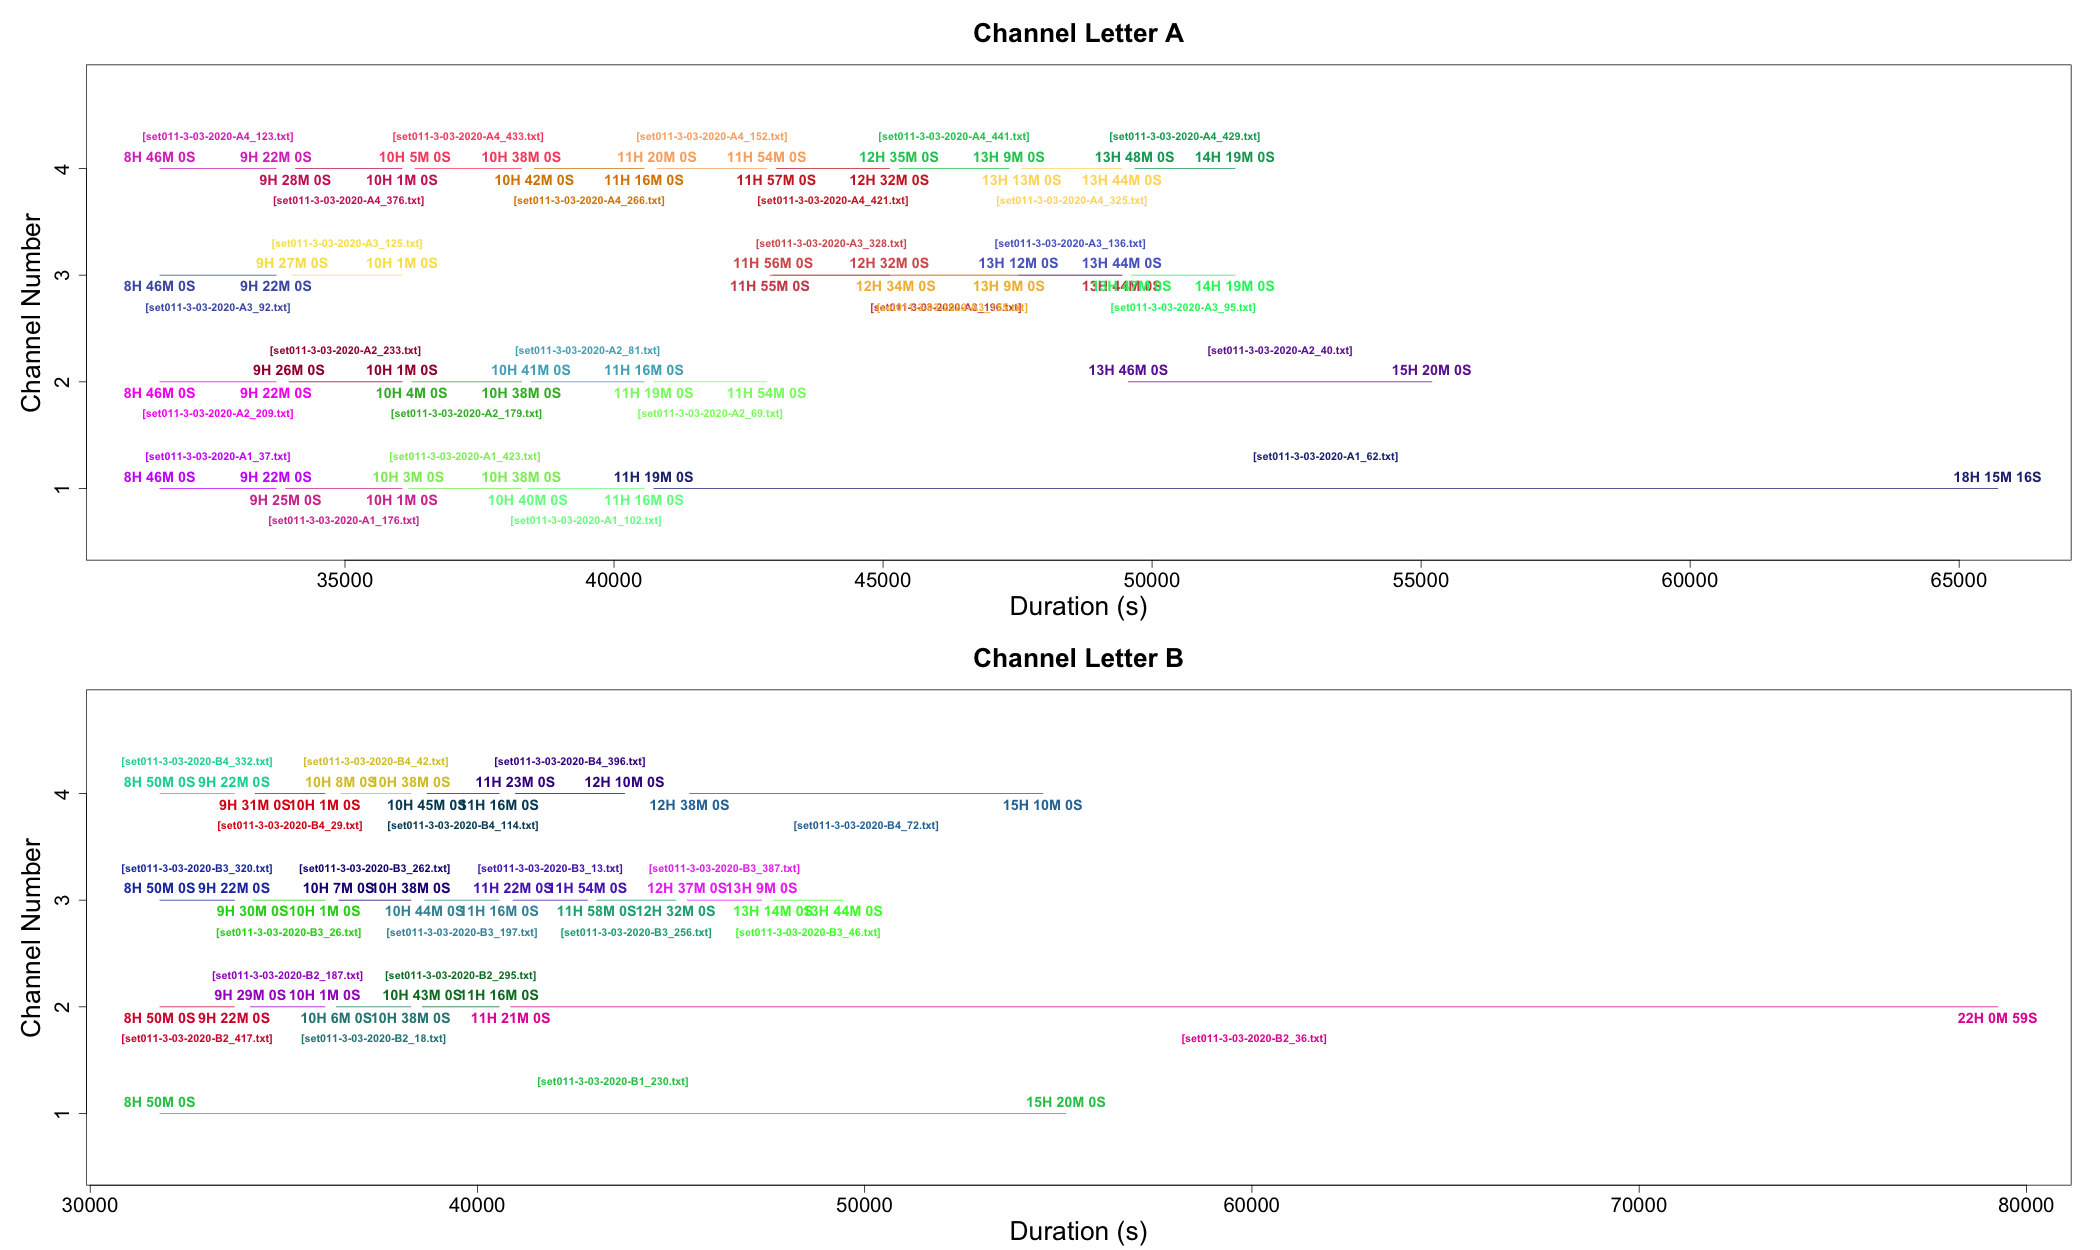 Channel Letter A
Channel Number
[set011-3-03-2020-A4_123.txt] [set011-3-03-2020-A4_433.txt] [set011-3-03-2020-A4_152.txt] [set011-3-03-2020-A4_441.txt] [set011-3-03-2020-A4_429.txt]
8H 46M 0S 9H 22M 0S 10H 5M 0S 10H 38M 0S 11H 20M 0S 11H 54M 0S 12H 35M 0S 13H 9M 0S 13H 48M 0S 14H 19M 0S
4
9H 28M 0S 10H 1M 0S 10H 42M 0S 11H 16M 0S 11H 57M 0S 12H 32M 0S 13H 13M 0S 13H 44M 0S
[set011-3-03-2020-A4_376.txt] [set011-3-03-2020-A4_266.txt] [set011-3-03-2020-A4_421.txt] [set011-3-03-2020-A4_325.txt]
[set011-3-03-2020-A3_125.txt] [set011-3-03-2020-A3_328.txt] [set011-3-03-2020-A3_136.txt]
9H 27M 0S 10H 1M 0S 11H 56M 0S 12H 32M 0S 13H 12M 0S 13H 44M 0S
3
8H 46M 0S 9H 22M 0S 11H 55M 0S 12H 34M 0S 13H 9M 0S 13H 44M 0S 14H 19M 0S
[set011-3-03-2020-A3_92.txt] [set011-3-03-2020-A3_95.txt]
[set011-3-03-2020-A2_233.txt] [set011-3-03-2020-A2_81.txt] [set011-3-03-2020-A2_40.txt]
9H 26M 0S 10H 1M 0S 10H 41M 0S 11H 16M 0S 13H 46M 0S 15H 20M 0S
2
8H 46M 0S 9H 22M 0S 10H 4M 0S 10H 38M 0S 11H 19M 0S 11H 54M 0S
[set011-3-03-2020-A2_209.txt] [set011-3-03-2020-A2_179.txt] [set011-3-03-2020-A2_69.txt]
[set011-3-03-2020-A1_37.txt] [set011-3-03-2020-A1_423.txt] [set011-3-03-2020-A1_62.txt]
8H 46M 0S 9H 22M 0S 10H 3M 0S 10H 38M 0S 11H 19M 0S 18H 15M 16S
1
9H 25M 0S 10H 1M 0S 10H 40M 0S 11H 16M 0S
[set011-3-03-2020-A1_176.txt] [set011-3-03-2020-A1_102.txt]
35000 40000 45000 50000 55000 60000 65000
Duration (s)
Channel Letter B
Channel Number
[set011-3-03-2020-B4_332.txt] [set011-3-03-2020-B4_42.txt] [set011-3-03-2020-B4_396.txt]
8H 50M 0S 9H 22M 0S 10H 8M 0S 10H 38M 0S 11H 23M 0S 12H 10M 0S
4
9H 31M 0S 10H 1M 0S 10H 45M 0S 11H 16M 0S 12H 38M 0S 15H 10M 0S
[set011-3-03-2020-B4_29.txt] [set011-3-03-2020-B4_114.txt] [set011-3-03-2020-B4_72.txt]
[set011-3-03-2020-B3_320.txt] [set011-3-03-2020-B3_262.txt] [set011-3-03-2020-B3_13.txt] [set011-3-03-2020-B3_387.txt]
8H 50M 0S 9H 22M 0S 10H 7M 0S 10H 38M 0S 11H 22M 0S 11H 54M 0S 12H 37M 0S 13H 9M 0S
3
9H 30M 0S 10H 1M 0S 10H 44M 0S 11H 16M 0S 11H 58M 0S 12H 32M 0S 13H 14M 0S 13H 44M 0S
[set011-3-03-2020-B3_26.txt] [set011-3-03-2020-B3_197.txt] [set011-3-03-2020-B3_256.txt] [set011-3-03-2020-B3_46.txt]
[set011-3-03-2020-B2_187.txt] [set011-3-03-2020-B2_295.txt]
9H 29M 0S 10H 1M 0S 10H 43M 0S 11H 16M 0S
2
8H 50M 0S 9H 22M 0S 10H 6M 0S 10H 38M 0S 11H 21M 0S 22H 0M 59S
[set011-3-03-2020-B2_417.txt] [set011-3-03-2020-B2_18.txt] [set011-3-03-2020-B2_36.txt]
[set011-3-03-2020-B1_230.txt]
8H 50M 0S 15H 20M 0S
1
30000 40000 50000 60000 70000 80000
Duration (s)